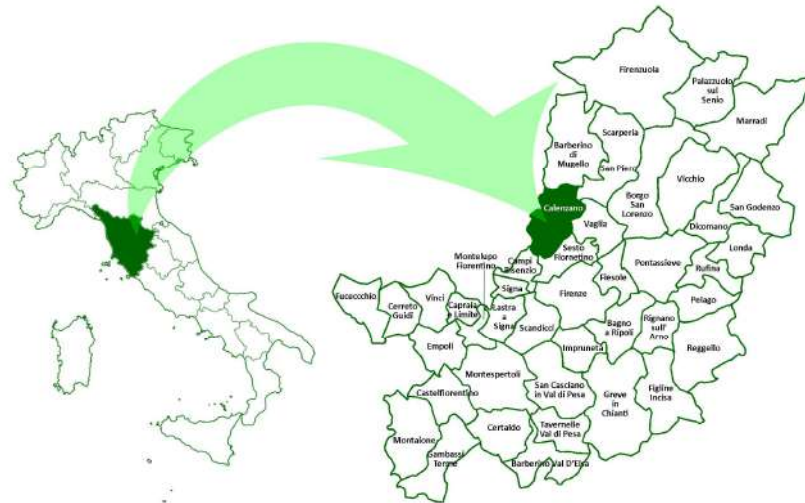 Firenzuola
Palazzuolo
sul
Senio
Marradi
Scarperia
Barberino
di
Mugello
San Piero
Vicchio
Borgo
San
Lorenzo
San Godenzo
Calenzano
Vaglia
Dicomano
Londa
Sesto
Fiornetino
Montelupo
Fiorentino
Campi
Bisenzio
Pontassieve
Rufina
Fiesole
Fuceccchio
Cerreto
Guidi
Vinci
Capraia
e Limite
Signa
Lastra
a
Signa
Firenze
Pelago
Scandicci
Bagno
a Ripoli
Rignano
sull'
Arno
Reggello
Empoli
Impruneta
Montespertoli
Castelfiorentino
San Casciano
in Val di Pesa
Greve
in
Chianti
Figline
Incisa
Montaione
Certaldo
Tavernelle
Val di Pesa
Gambassi
Terme
Barberino Val D'Elsa